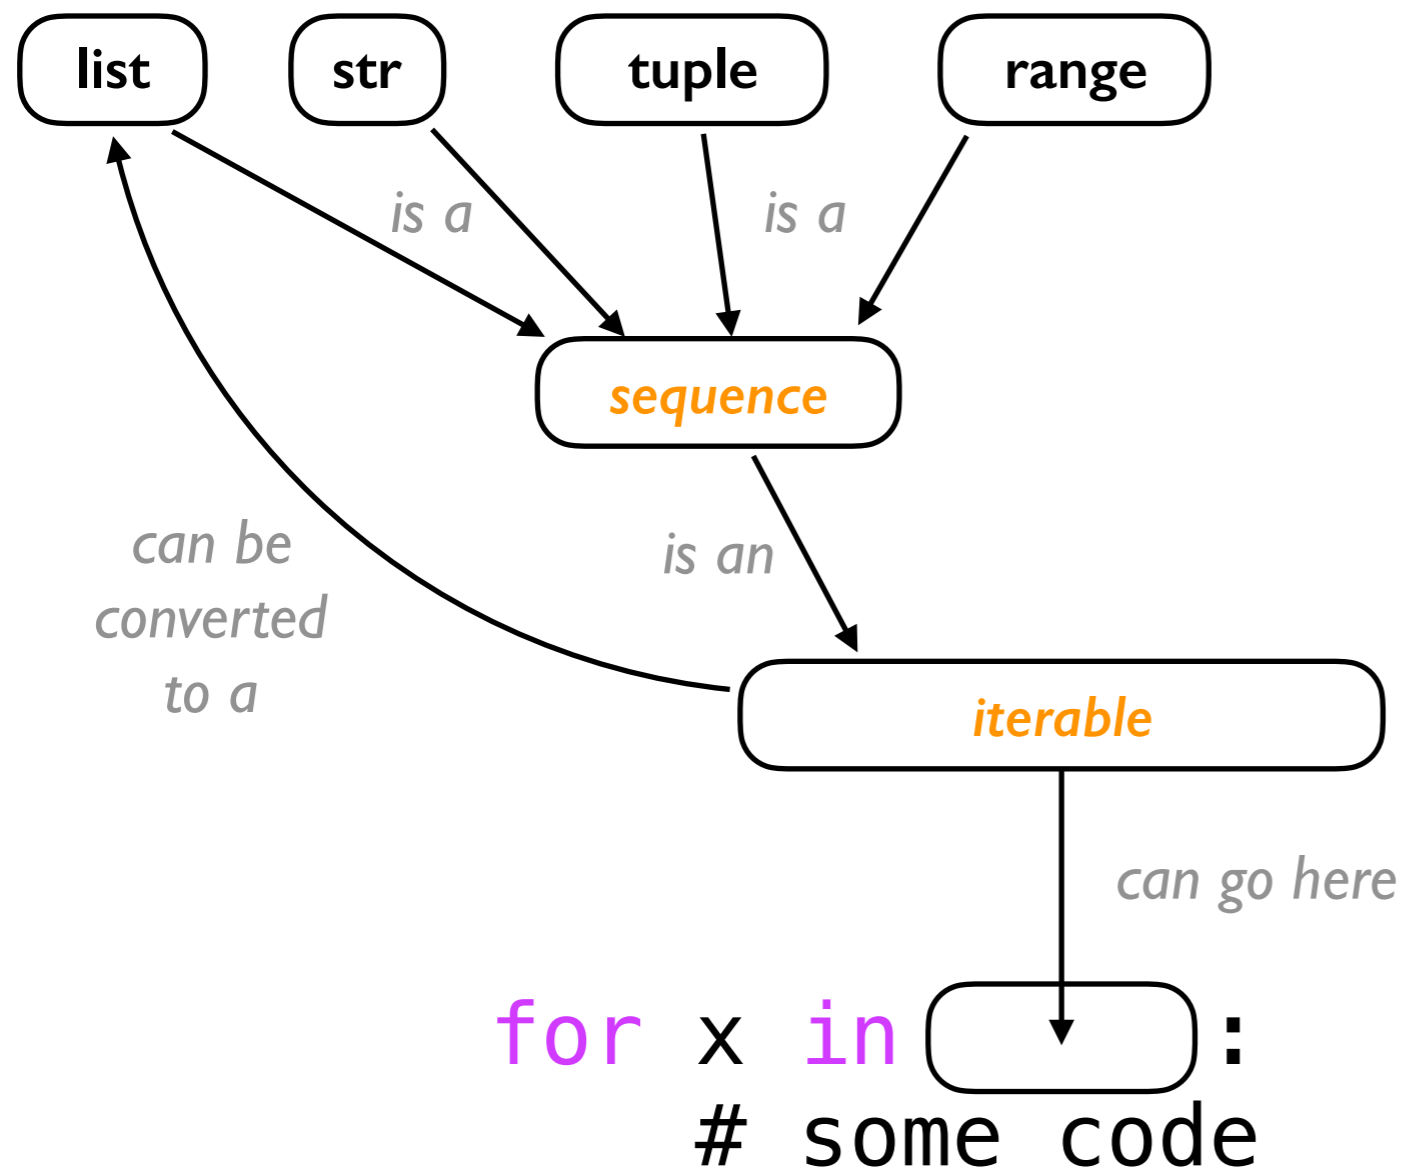 list str tuple range
is a is a
sequence
can be
converted
to a
is an
iterable
can go here
for x in :
# some code